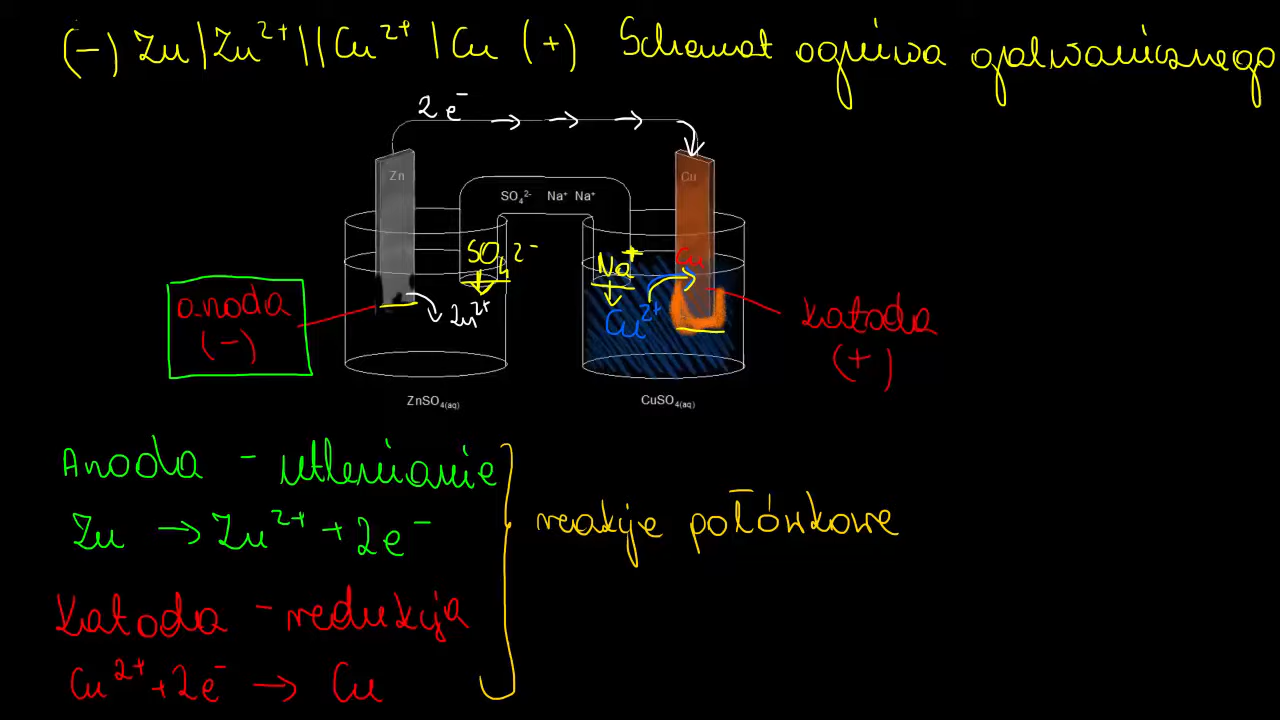 (-) Zn|Zn²⁺||Cu²⁺|Cu (+) Schemat ogniwa galwanicznego
2e⁻
Zn
Cu
SO₄²⁻ Na⁺ Na⁺
SO₄²⁻
Na⁺
Cu
anoda
(-)
Zn²⁺
Cu²⁺
katoda
(+)
ZnSO₄(aq)
CuSO₄(aq)
Anoda - utlenianie
Zn → Zn²⁺ + 2e⁻
reakcje połówkowe
Katoda - redukcja
Cu²⁺ + 2e⁻ → Cu